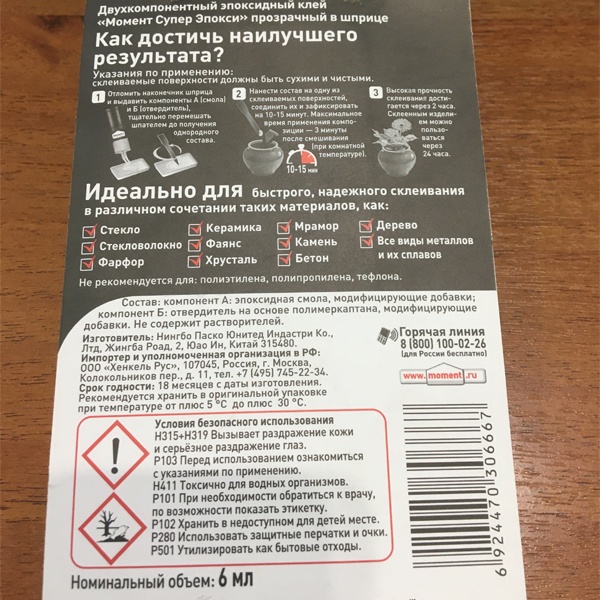 Двухкомпонентный эпоксидный клей
«Момент Супер Эпокси» прозрачный в шприце
Как достичь наилучшего
результата?
Указания по применению:
склеиваемые поверхности должны быть сухими и чистыми.
1 Отломить наконечник шприца
и выдавить компоненты А (смола)
и Б (отвердитель),
тщательно перемешать
шпателем до получения
однородного
состава.
2 Нанести состав на одну из
склеиваемых поверхностей,
соединить их и зафиксировать
на 10-15 минут. Максимальное
время применения компо-
зиции — 3 минуты
после смешивания
(при комнатной
температуре).
10-15 мин
3 Высокая прочность
склеивания дости-
гается через 2 часа.
Склеенным издели-
ем можно
пользо-
ваться
через
24 часа.
Идеально для быстрого, надежного склеивания
в различном сочетании таких материалов, как:
Стекло
Стекловолокно
Фарфор
Керамика
Фаянс
Хрусталь
Мрамор
Камень
Бетон
Дерево
Все виды металлов
и их сплавов
Не рекомендуется для: полиэтилена, полипропилена, тефлона.
Состав: компонент А: эпоксидная смола, модифицирующие добавки;
компонент Б: отвердитель на основе полимеркаптана, модифицирующие
добавки. Не содержит растворителей.
Изготовитель: Нингбо Паско Юнитед Индастри Ко.,
Лтд, Жингба Роад, 2, Юао Ин, Китай 315480.
Импортер и уполномоченная организация в РФ:
ООО «Хенкель Рус», 107045, Россия, г. Москва,
Колокольников пер., д. 11, тел. +7 (495) 745-22-34.
Срок годности: 18 месяцев с даты изготовления.
Рекомендуется хранить в оригинальной упаковке
при температуре от плюс 5 °C до плюс 30 °C.
Горячая линия
8 (800) 100-02-26
(для России бесплатно)
www.moment.ru
Условия безопасного использования
H315+H319 Вызывает раздражение кожи
и серьёзное раздражение глаз.
P103 Перед использованием ознакомиться
с указаниями по применению.
H411 Токсично для водных организмов.
P101 При необходимости обратиться к врачу,
по возможности показать этикетку.
P102 Хранить в недоступном для детей месте.
P280 Использовать защитные перчатки и очки.
P501 Утилизировать как бытовые отходы.
6 924470 306667
Номинальный объем: 6 мл